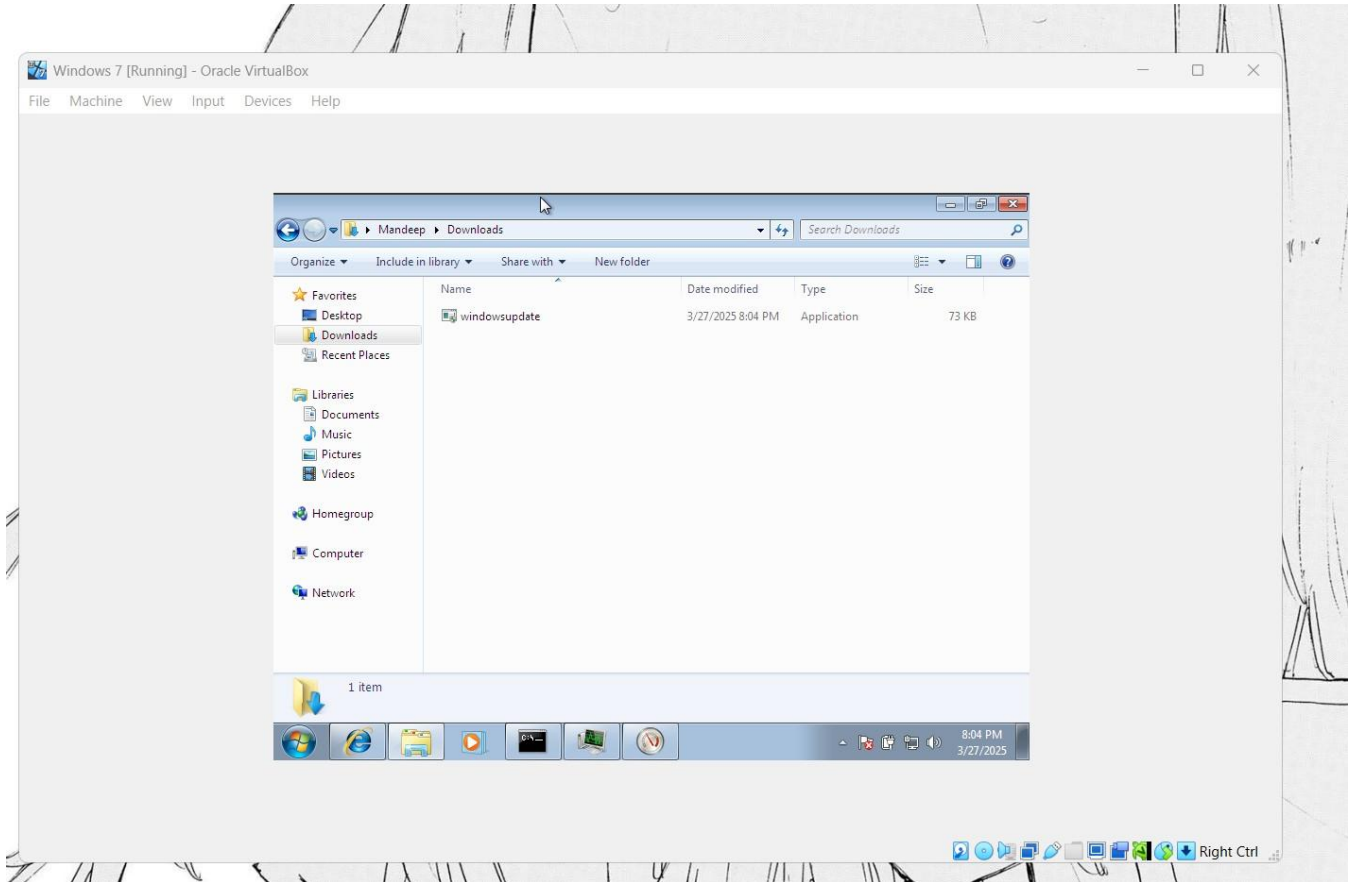 Windows 7 [Running] - Oracle VirtualBox
File Machine View Input Devices Help
Mandeep Downloads
Search Downloads
Organize Include in library Share with New folder
Name Date modified Type Size
windowsupdate 3/27/2025 8:04 PM Application 73 KB
Favorites
Desktop
Downloads
Recent Places
Libraries
Documents
Music
Pictures
Videos
Homegroup
Computer
Network
1 item
8:04 PM
3/27/2025
Right Ctrl